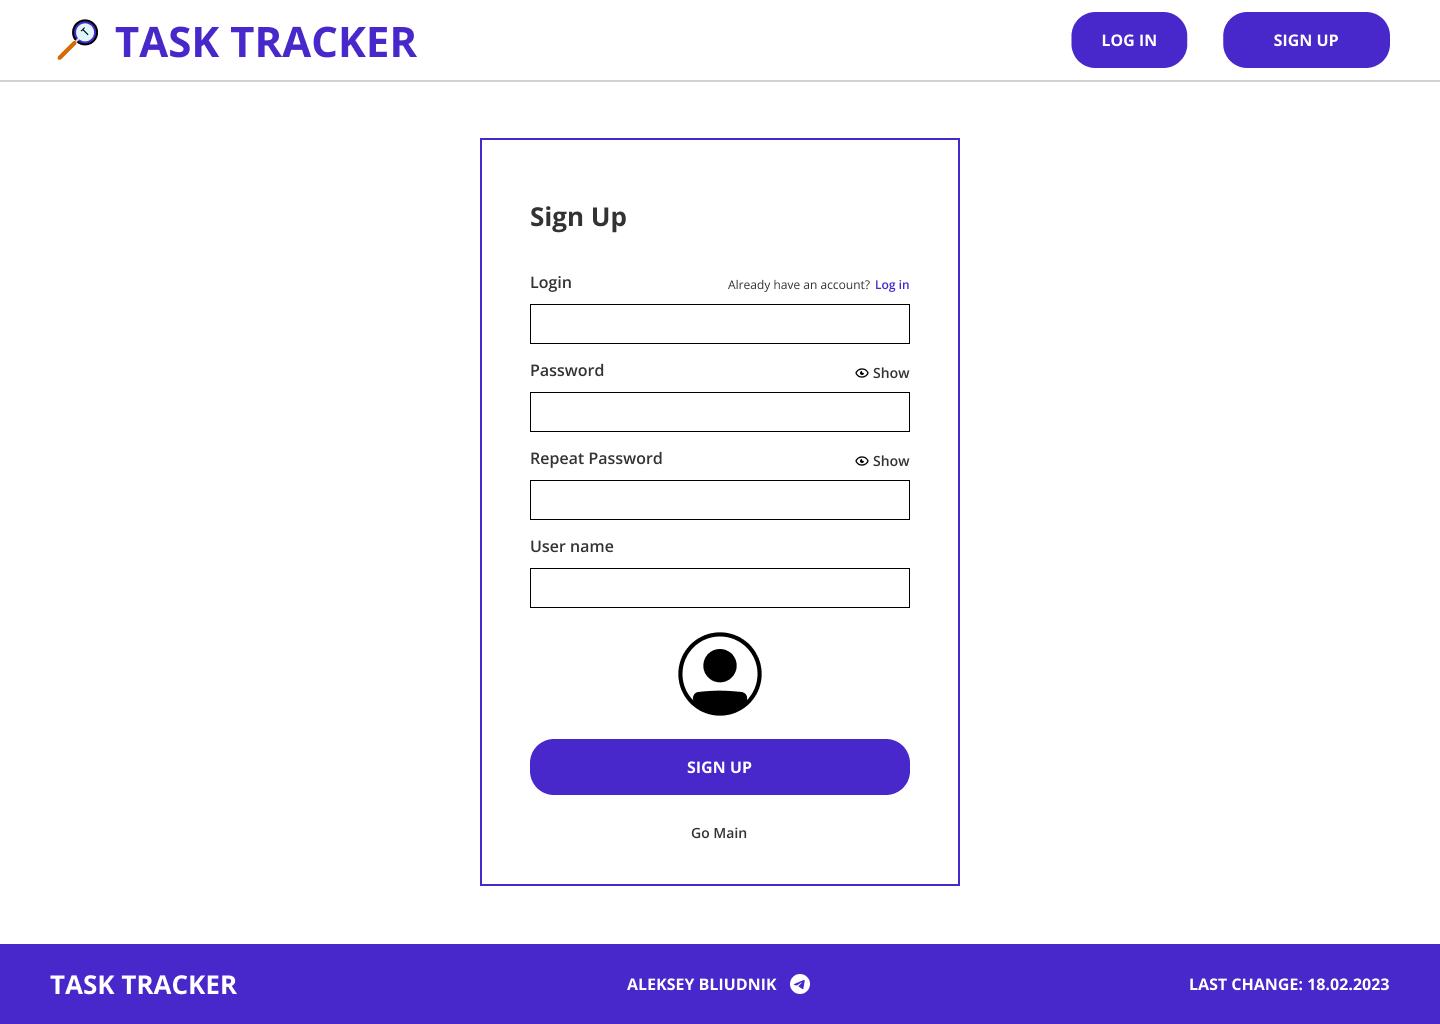 TASK TRACKER
LOG IN
SIGN UP
Sign Up
Login
Already have an account? Log in
Password
Show
Repeat Password
Show
User name
SIGN UP
Go Main
TASK TRACKER
ALEKSEY BLIUDNIK
LAST CHANGE: 18.02.2023